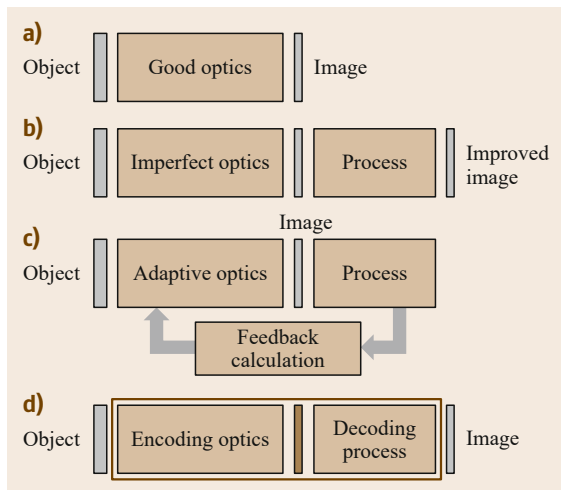 a)
Object
Good optics
Image
b)
Object
Imperfect optics
Process
Improved
image
Image
c)
Object
Adaptive optics
Process
Feedback
calculation
d)
Object
Encoding optics
Decoding
process
Image